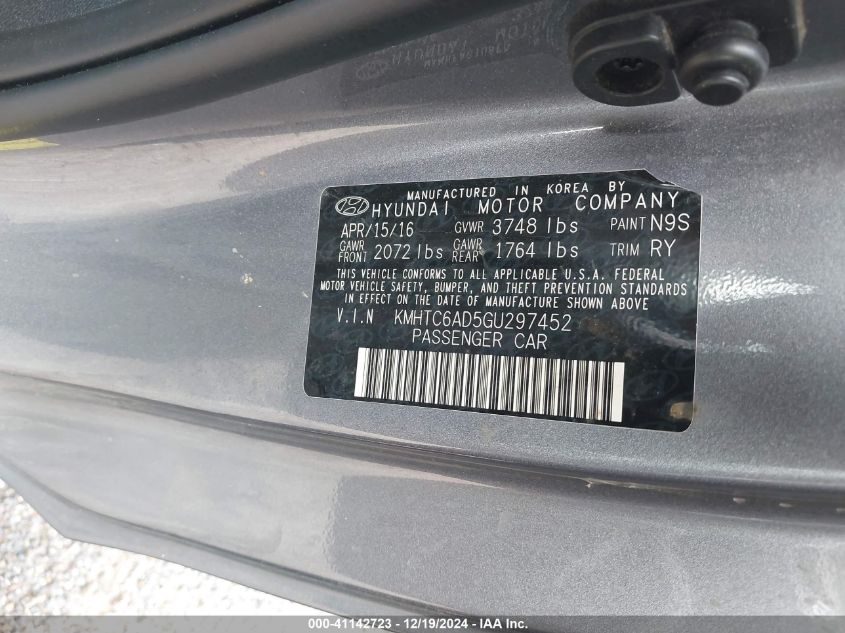 MANUFACTURED IN KOREA BY
HYUNDAI MOTOR COMPANY
APR/15/16 GVWR 3748 lbs PAINT N9S
GAWR FRONT 2072 lbs GAWR REAR 1764 lbs TRIM RY
THIS VEHICLE CONFORMS TO ALL APPLICABLE U.S.A. FEDERAL
MOTOR VEHICLE SAFETY, BUMPER, AND THEFT PREVENTION STANDARDS
IN EFFECT ON THE DATE OF MANUFACTURE SHOWN ABOVE
V.I.N KMHTC6AD5GU297452
PASSENGER CAR
000-41142723 - 12/19/2024 - IAA Inc.